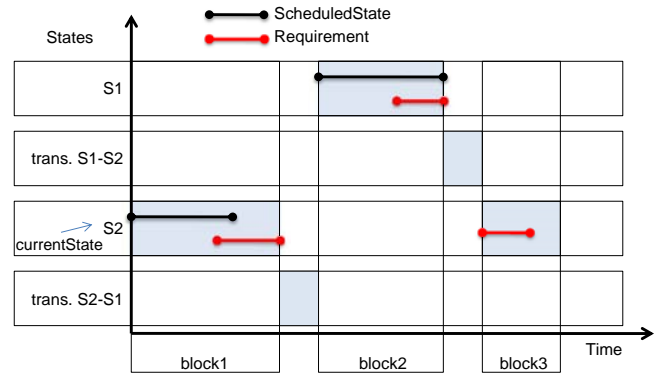 ScheduledState
Requirement
States
S1
trans. S1-S2
S2
currentState
trans. S2-S1
Time
block1
block2
block3